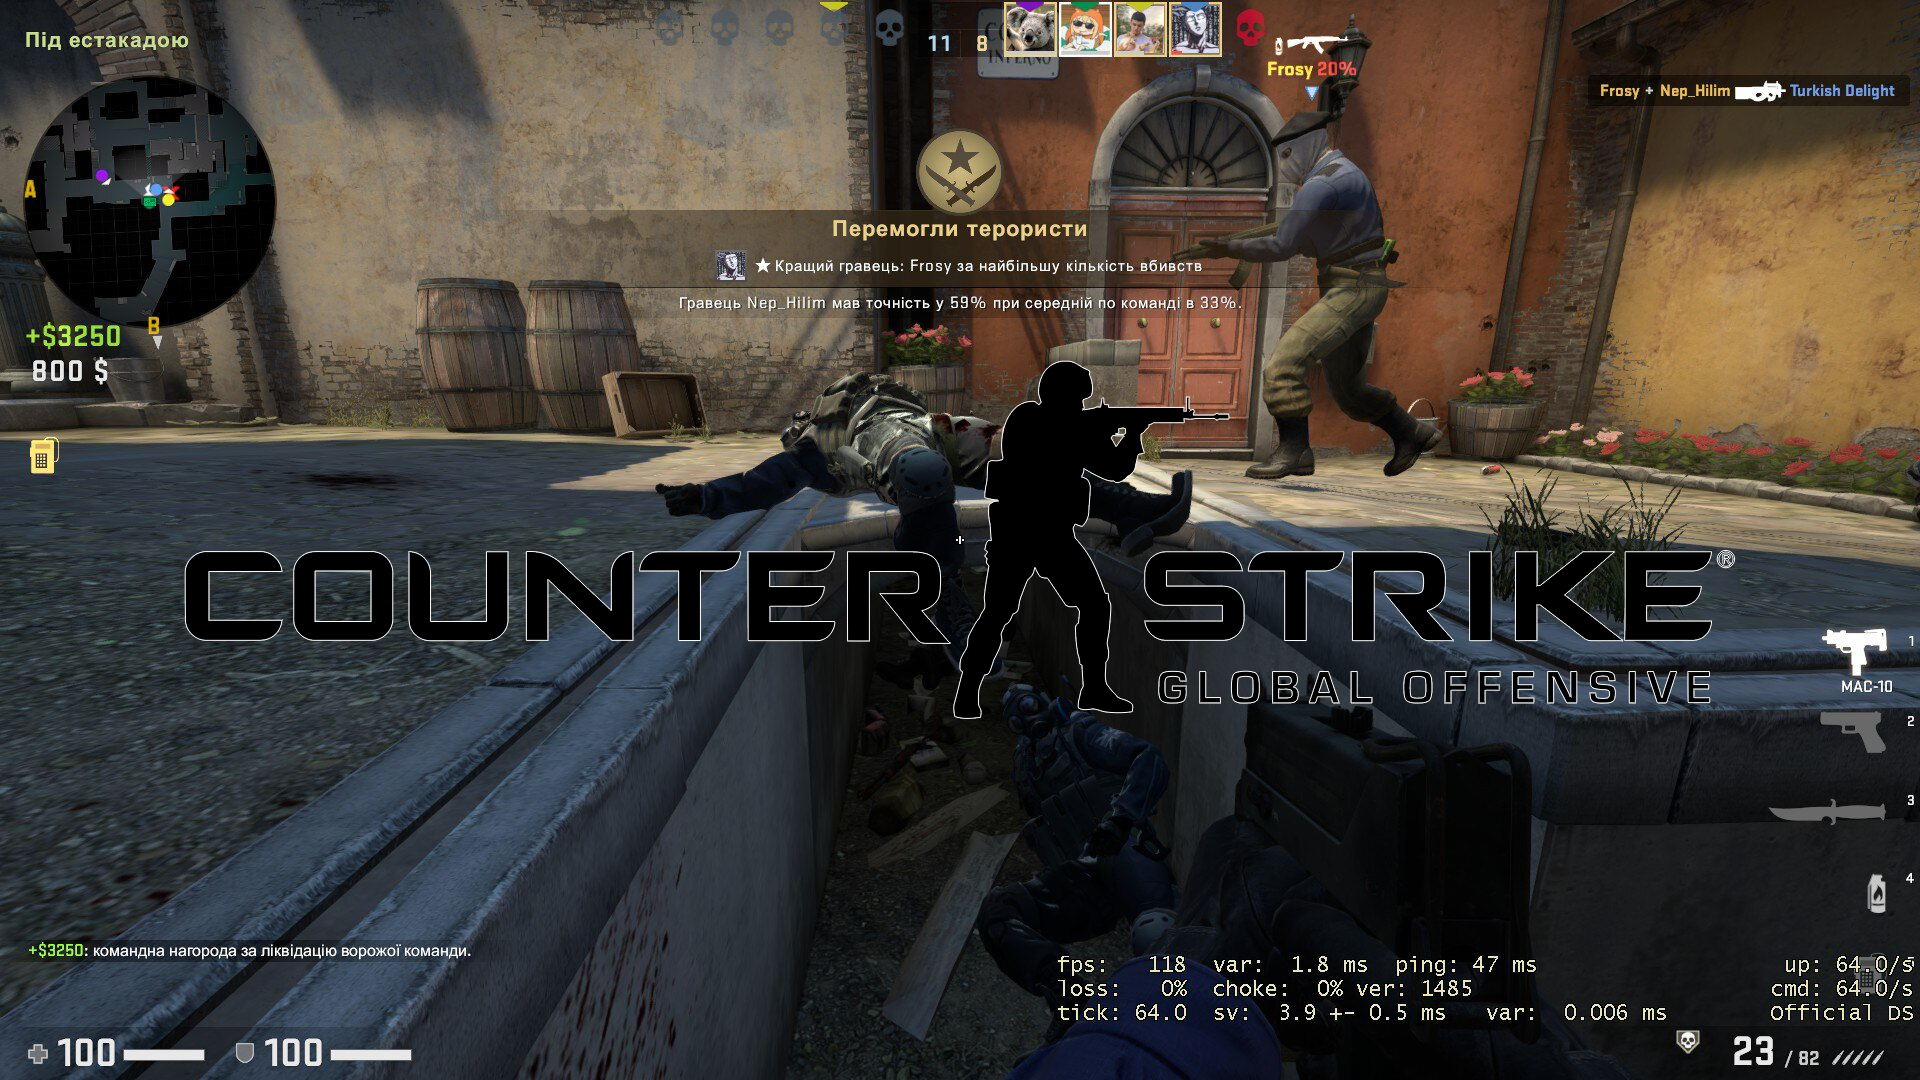 Під естакадою
11 8
INFERNO
Frosy 20%
Frosy + Nep_Hilim Turkish Delight
A
Перемогли терористи
★ Кращий гравець: Frosy за найбільшу кількість вбивств
Гравець Nep_Hilim мав точність у 59% при середній по команді в 33%.
B
+$3250
800 $
COUNTER STRIKE®
GLOBAL OFFENSIVE
1
MAC-10
2
3
4
5
+$3250: командна нагорода за ліквідацію ворожої команди.
fps: 118 var: 1.8 ms ping: 47 ms up: 64.0/s
loss: 0% choke: 0% ver: 1485 cmd: 64.0/s
tick: 64.0 sv: 3.9 +- 0.5 ms var: 0.006 ms Official DS
100 100
23 / 82